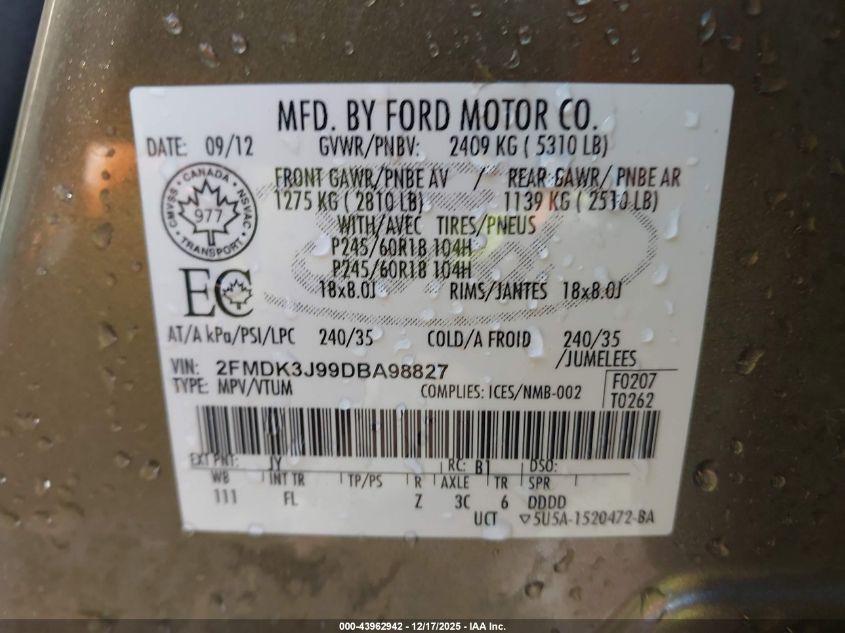 MFD. BY FORD MOTOR CO.
DATE: 09/12 GVWR/PNBV: 2409 KG ( 5310 LB)
FRONT GAWR/PNBE AV / REAR GAWR/ PNBE AR
1275 KG ( 2810 LB) 1139 KG ( 2510 LB)
WITH/AVEC TIRES/PNEUS
P245/60R18 104H
P245/60R18 104H
18x8.0J RIMS/JANTES 18x8.0J
CMVSS • CANADA • NSVAC • TRANSPORT •
977
EC
AT/A kPa/PSI/LPC 240/35 COLD/A FROID 240/35
/JUMELEES
VIN: 2FMDK3J99DBA98827
TYPE: MPV/VTUM COMPLIES: ICES/NMB-002
F0207
T0262
EXT PNT: JY RC: B1 DSO:
WB INT TR TP/PS R AXLE TR SPR
111 FL Z 3C 6 DDDD
UCT ▽5U5A-1520472-BA
000-43962942 - 12/17/2025 - IAA Inc.